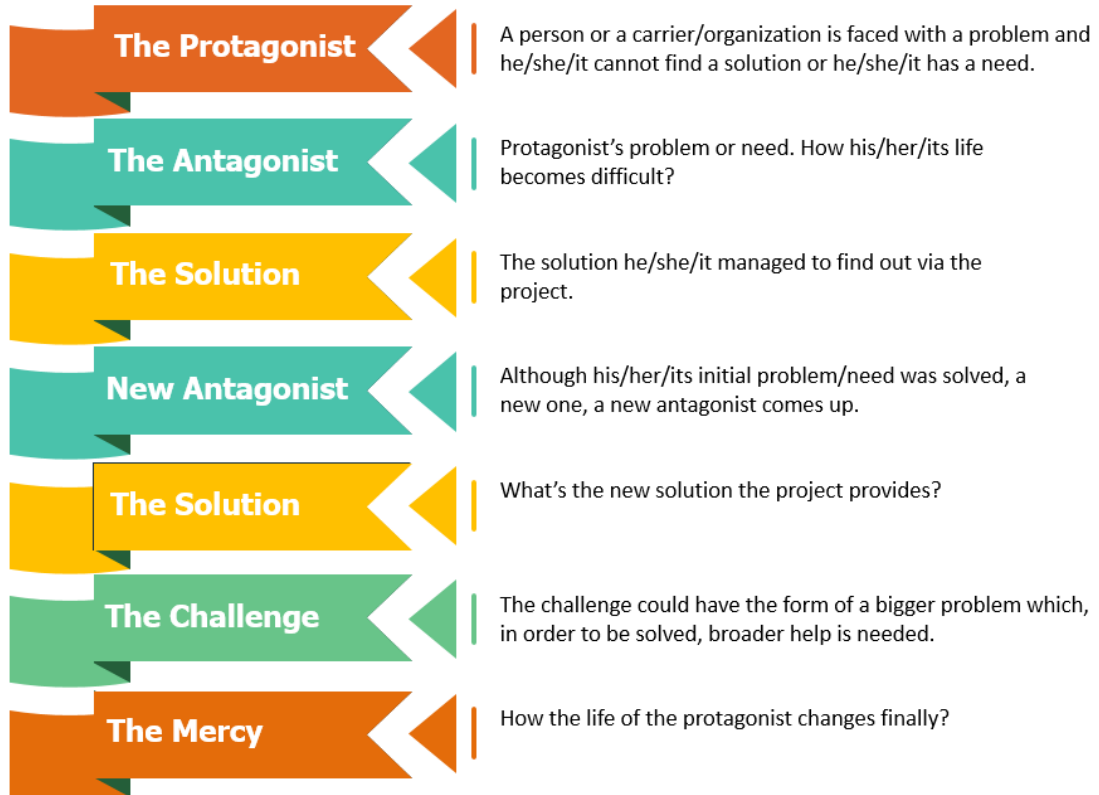 The Protagonist
A person or a carrier/organization is faced with a problem and
he/she/it cannot find a solution or he/she/it has a need.
The Antagonist
Protagonist's problem or need. How his/her/its life
becomes difficult?
The Solution
The solution he/she/it managed to find out via the
project.
New Antagonist
Although his/her/its initial problem/need was solved, a
new one, a new antagonist comes up.
The Solution
What's the new solution the project provides?
The Challenge
The challenge could have the form of a bigger problem which,
in order to be solved, broader help is needed.
The Mercy
How the life of the protagonist changes finally?